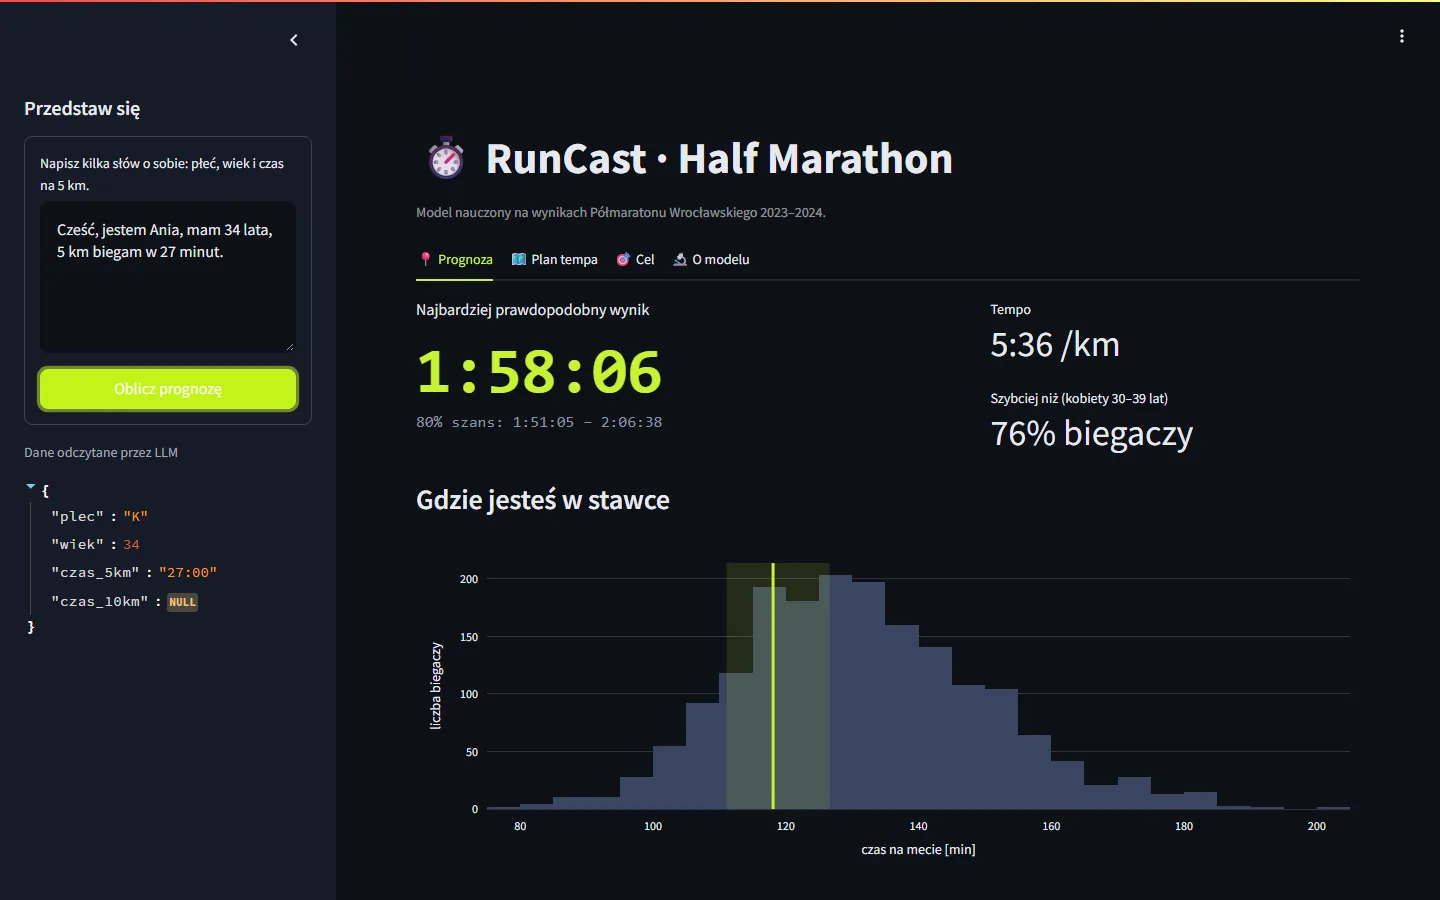 Przedstaw się
Napisz kilka słów o sobie: płeć, wiek i czas
na 5 km.
Cześć, jestem Ania, mam 34 lata,
5 km biegam w 27 minut.
Oblicz prognozę
Dane odczytane przez LLM
{
"plec" : "K"
"wiek" : 34
"czas_5km" : "27:00"
"czas_10km" : NULL
}
RunCast · Half Marathon
Model nauczony na wynikach Półmaratonu Wrocławskiego 2023–2024.
Prognoza Plan tempa Cel O modelu
Najbardziej prawdopodobny wynik
1:58:06
80% szans: 1:51:05 – 2:06:38
Tempo
5:36 /km
Szybciej niż (kobiety 30–39 lat)
76% biegaczy
Gdzie jesteś w stawce
liczba biegaczy
200
150
100
50
0
80 100 120 140 160 180 200
czas na mecie [min]